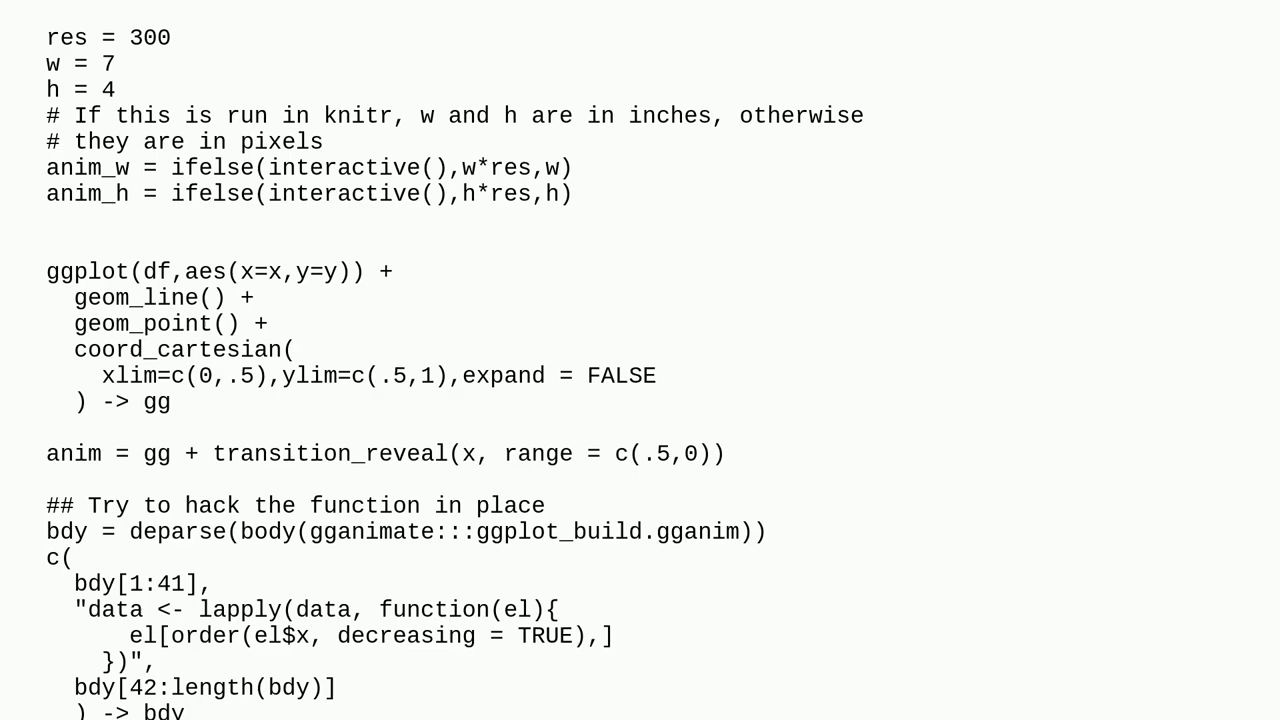 res = 300
w = 7
h = 4
# If this is run in knitr, w and h are in inches, otherwise
# they are in pixels
anim_w = ifelse(interactive(),w*res,w)
anim_h = ifelse(interactive(),h*res,h)
ggplot(df,aes(x=x,y=y)) +
  geom_line() +
  geom_point() +
  coord_cartesian(
    xlim=c(0,.5),ylim=c(.5,1),expand = FALSE
  ) -> gg
anim = gg + transition_reveal(x, range = c(.5,0))
## Try to hack the function in place
bdy = deparse(body(gganimate:::ggplot_build.gganim))
c(
  bdy[1:41],
  "data <- lapply(data, function(el){
      el[order(el$x, decreasing = TRUE),]
    })",
  bdy[42:length(bdy)]
  ) -> bdy